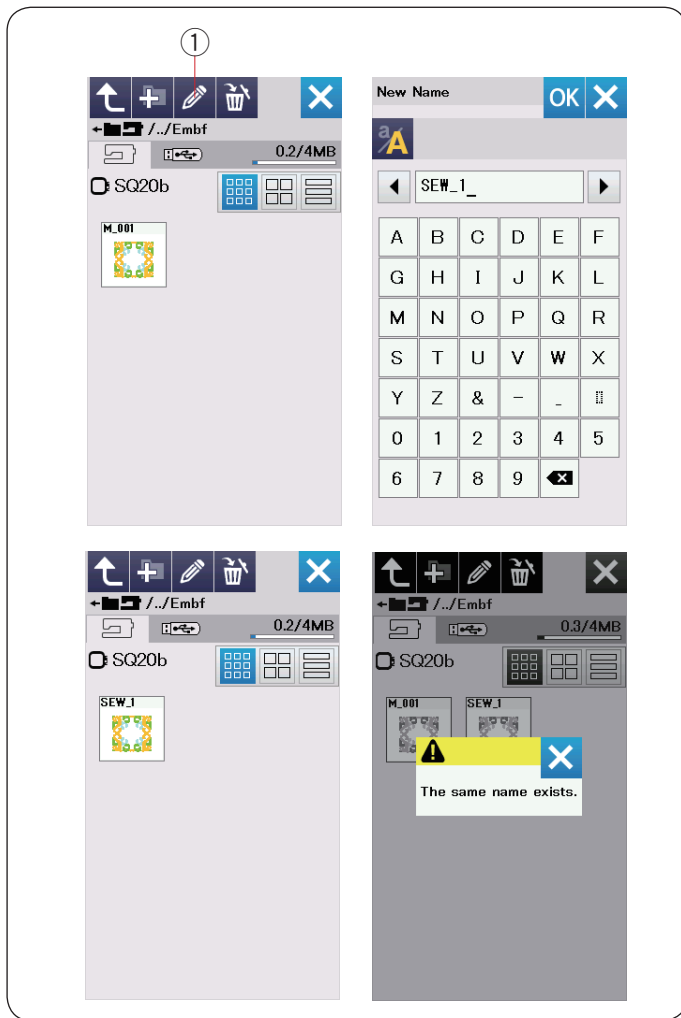 1
/../Embf
0.2/4MB
SQ20b
M_001
New Name
OK
a/A
SEW_1_
A B C D E F
G H I J K L
M N O P Q R
S T U V W X
Y Z & - _
0 1 2 3 4 5
6 7 8 9
/../Embf
0.2/4MB
SQ20b
SEW_1
/../Embf
0.3/4MB
SQ20b
M_001 SEW_1
The same name exists.